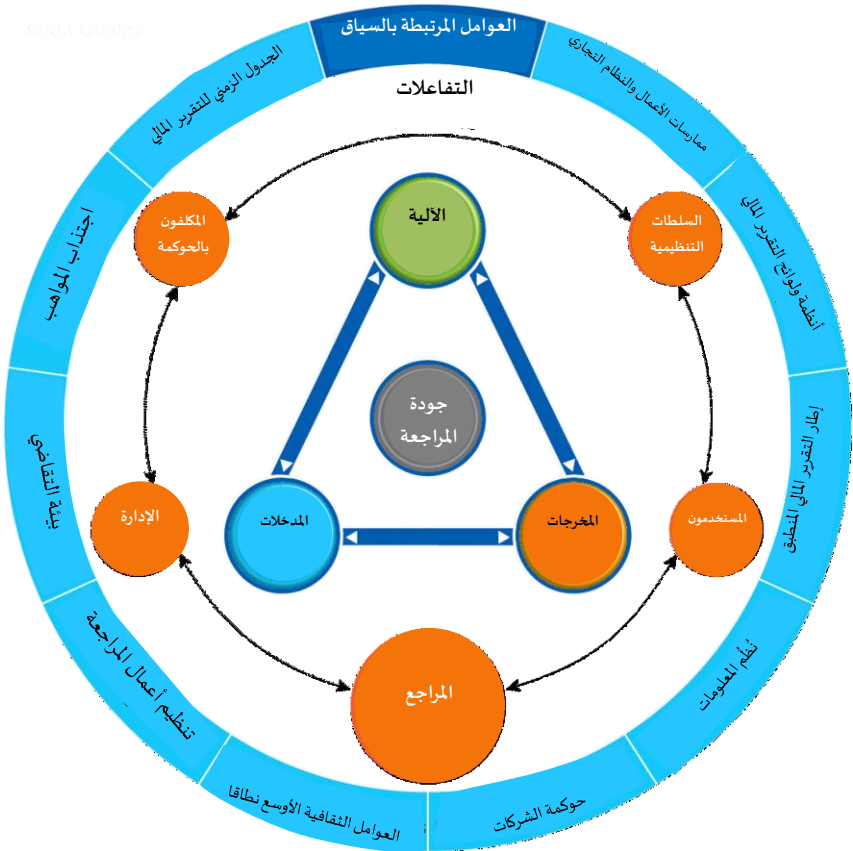 Audit Quality
العوامل المرتبطة بالسياق
التفاعلات
ممارسات الأعمال والنظام التجاري
أنظمة ولوائح التقرير المالي
إطار التقرير المالي المنطبق
نُظُم المعلومات
حوكمة الشركات
العوامل الثقافية الأوسع نطاقا
تنظيم أعمال المراجعة
بيئة التقاضي
اجتذاب المواهب
الجدول الزمني للتقرير المالي
السلطات
التنظيمية
المكلفون
بالحوكمة
الآلية
جودة
المراجعة
المستخدمون
المخرجات
المدخلات
الإدارة
المراجع